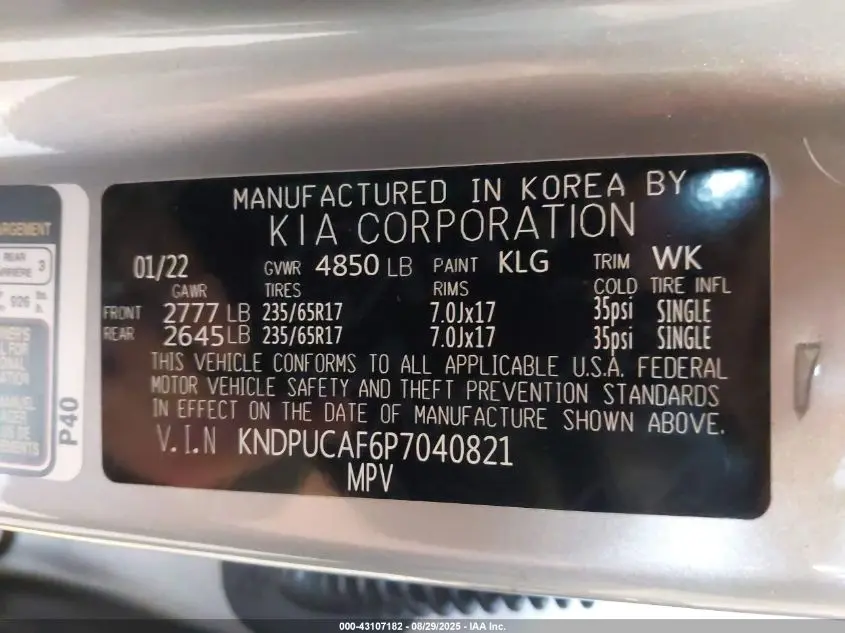 MANUFACTURED IN KOREA BY
KIA CORPORATION
01/22 GVWR 4850 LB PAINT KLG TRIM WK
GAWR TIRES RIMS COLD TIRE INFL
FRONT 2777 LB 235/65R17 7.0Jx17 35psi SINGLE
REAR 2645 LB 235/65R17 7.0Jx17 35psi SINGLE
THIS VEHICLE CONFORMS TO ALL APPLICABLE U.S.A. FEDERAL
MOTOR VEHICLE SAFETY AND THEFT PREVENTION STANDARDS
IN EFFECT ON THE DATE OF MANUFACTURE SHOWN ABOVE.
V.I.N KNDPUCAF6P7040821
MPV
REAR
3
P40
000-43107182 - 08/29/2025 - IAA Inc.